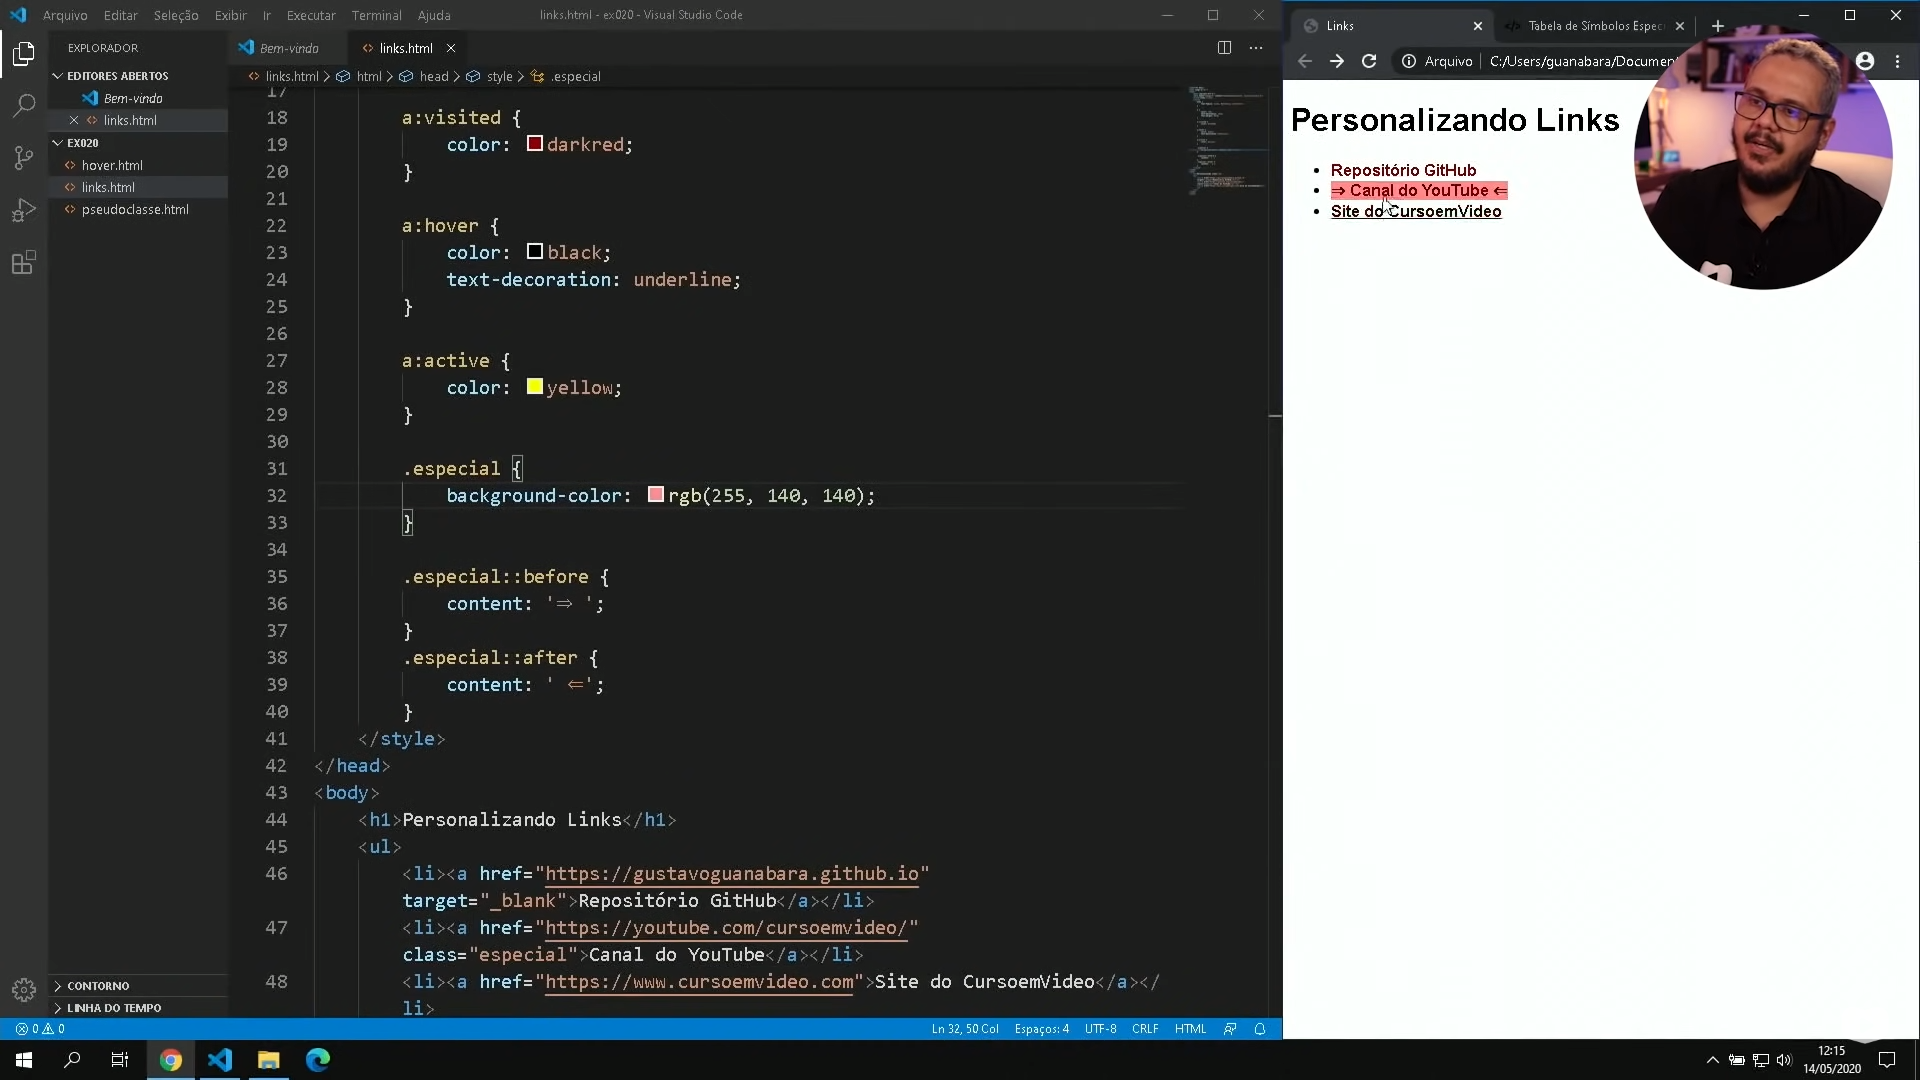 Arquivo Editar Seleção Exibir Ir Executar Terminal Ajuda
links.html - ex020 - Visual Studio Code
EXPLORADOR
EDITORES ABERTOS
Bem-vindo
links.html
EX020
hover.html
links.html
pseudoclasse.html
CONTORNO
LINHA DO TEMPO
Bem-vindo
links.html
links.html > html > head > style > .especial
17
18 a:visited {
19 color: darkred;
20 }
21
22 a:hover {
23 color: black;
24 text-decoration: underline;
25 }
26
27 a:active {
28 color: yellow;
29 }
30
31 .especial {
32 background-color: rgb(255, 140, 140);
33 }
34
35 .especial::before {
36 content: '⇒ ';
37 }
38 .especial::after {
39 content: ' ⇐';
40 }
41 </style>
42 </head>
43 <body>
44 <h1>Personalizando Links</h1>
45 <ul>
46 <li><a href="https://gustavoguanabara.github.io"
target="_blank">Repositório GitHub</a></li>
47 <li><a href="https://youtube.com/cursoemvideo/"
class="especial">Canal do YouTube</a></li>
48 <li><a href="https://www.cursoemvideo.com">Site do CursoemVideo</a></
li>
0 0
Ln 32, 50 Col Espaços: 4 UTF-8 CRLF HTML
Links
Tabela de Símbolos Espec
Arquivo C:/Users/guanabara/Documen
Personalizando Links
• Repositório GitHub
• ⇒ Canal do YouTube ⇐
• Site do CursoemVideo
12:15
14/05/2020